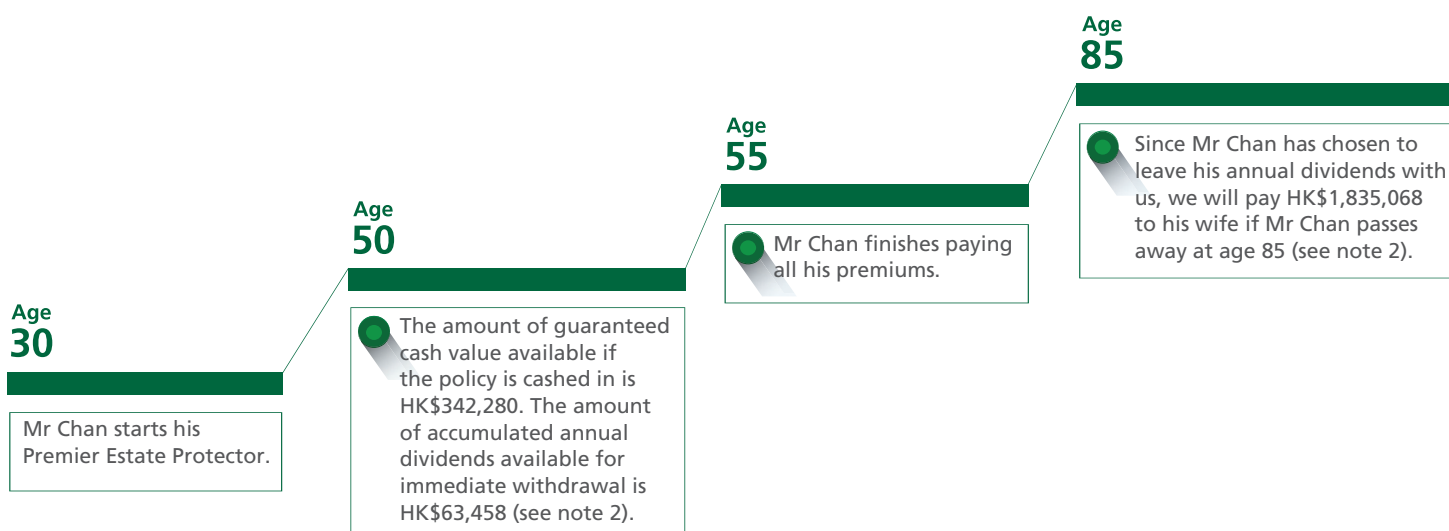 Age
30
Mr Chan starts his
Premier Estate Protector.
Age
50
The amount of guaranteed
cash value available if
the policy is cashed in is
HK$342,280. The amount
of accumulated annual
dividends available for
immediate withdrawal is
HK$63,458 (see note 2).
Age
55
Mr Chan finishes paying
all his premiums.
Age
85
Since Mr Chan has chosen to
leave his annual dividends with
us, we will pay HK$1,835,068
to his wife if Mr Chan passes
away at age 85 (see note 2).